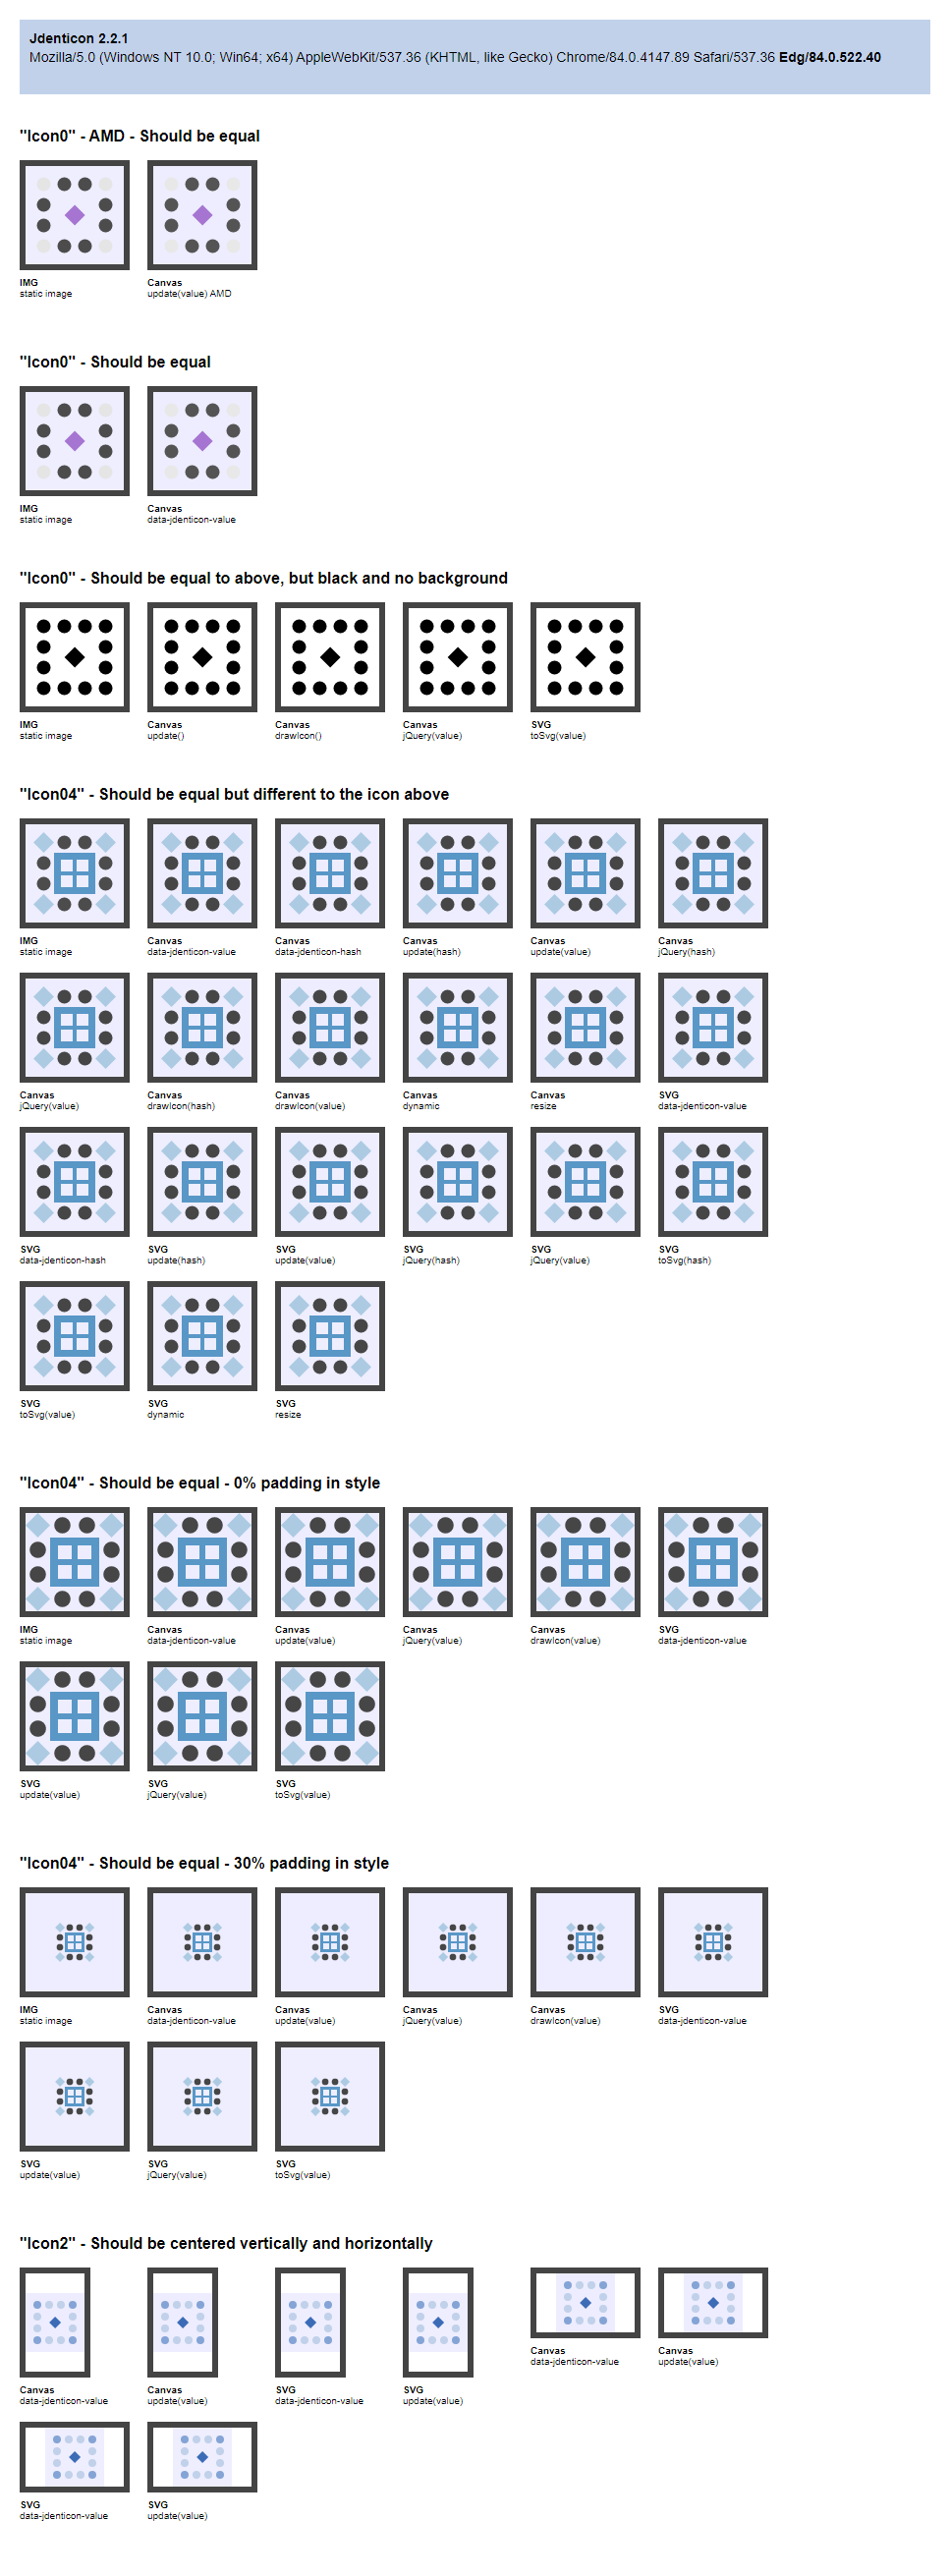 Jdenticon 2.2.1
Mozilla/5.0 (Windows NT 10.0; Win64; x64) AppleWebKit/537.36 (KHTML, like Gecko) Chrome/84.0.4147.89 Safari/537.36 Edg/84.0.522.40
"Icon0" - AMD - Should be equal
IMG Canvas
static image update(value) AMD
"Icon0" - Should be equal
IMG Canvas
static image data-jdenticon-value
"Icon0" - Should be equal to above, but black and no background
IMG Canvas Canvas Canvas SVG
static image update() drawIcon() jQuery(value) toSvg(value)
"Icon04" - Should be equal but different to the icon above
IMG Canvas Canvas Canvas Canvas Canvas
static image data-jdenticon-value data-jdenticon-hash update(hash) update(value) jQuery(hash)
Canvas Canvas Canvas Canvas Canvas SVG
jQuery(value) drawIcon(hash) drawIcon(value) dynamic resize data-jdenticon-value
SVG SVG SVG SVG SVG SVG
data-jdenticon-hash update(hash) update(value) jQuery(hash) jQuery(value) toSvg(hash)
SVG SVG SVG
toSvg(value) dynamic resize
"Icon04" - Should be equal - 0% padding in style
IMG Canvas Canvas Canvas Canvas SVG
static image data-jdenticon-value update(value) jQuery(value) drawIcon(value) data-jdenticon-value
SVG SVG SVG
update(value) jQuery(value) toSvg(value)
"Icon04" - Should be equal - 30% padding in style
IMG Canvas Canvas Canvas Canvas SVG
static image data-jdenticon-value update(value) jQuery(value) drawIcon(value) data-jdenticon-value
SVG SVG SVG
update(value) jQuery(value) toSvg(value)
"Icon2" - Should be centered vertically and horizontally
Canvas Canvas
data-jdenticon-value update(value)
Canvas Canvas SVG SVG
data-jdenticon-value update(value) data-jdenticon-value update(value)
SVG SVG
data-jdenticon-value update(value)